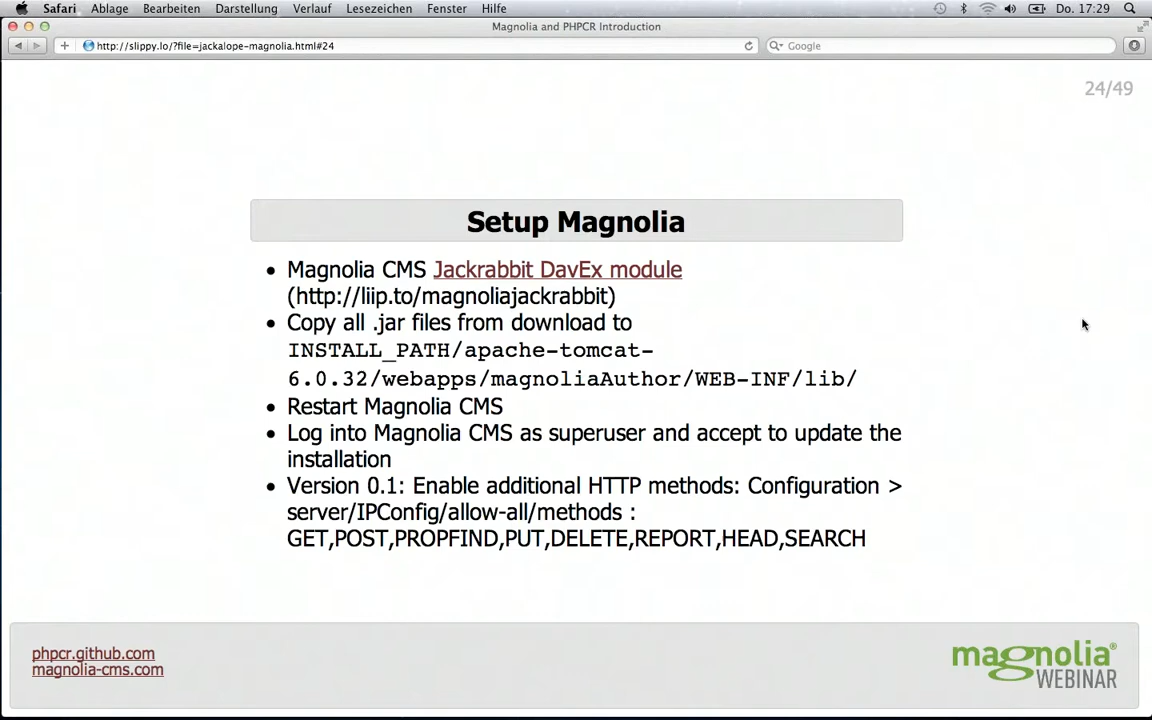 Safari Ablage Bearbeiten Darstellung Verlauf Lesezeichen Fenster Hilfe Do. 17:29
Magnolia and PHPCR Introduction
http://slippy.lo/?file=jackalope-magnolia.html#24 Google
24/49
Setup Magnolia
• Magnolia CMS Jackrabbit DavEx module
(http://liip.to/magnoliajackrabbit)
• Copy all .jar files from download to
INSTALL_PATH/apache-tomcat-
6.0.32/webapps/magnoliaAuthor/WEB-INF/lib/
• Restart Magnolia CMS
• Log into Magnolia CMS as superuser and accept to update the
installation
• Version 0.1: Enable additional HTTP methods: Configuration >
server/IPConfig/allow-all/methods :
GET,POST,PROPFIND,PUT,DELETE,REPORT,HEAD,SEARCH
phpcr.github.com
magnolia-cms.com
magnolia®
WEBINAR